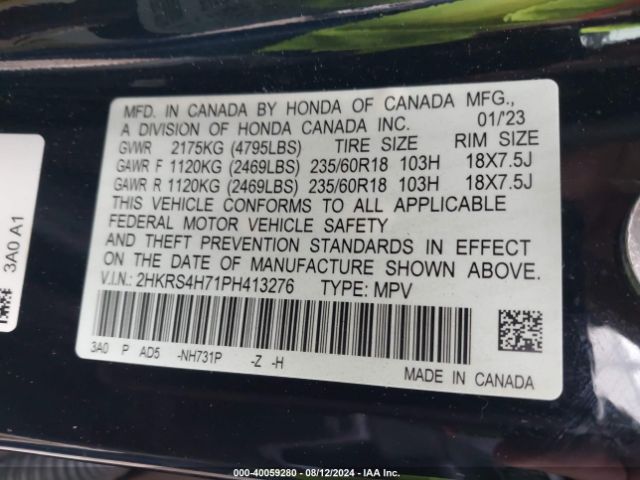 MFD. IN CANADA BY HONDA OF CANADA MFG.,
A DIVISION OF HONDA CANADA INC. 01/'23
GVWR 2175KG (4795LBS) TIRE SIZE RIM SIZE
GAWR F 1120KG (2469LBS) 235/60R18 103H 18X7.5J
GAWR R 1120KG (2469LBS) 235/60R18 103H 18X7.5J
THIS VEHICLE CONFORMS TO ALL APPLICABLE
FEDERAL MOTOR VEHICLE SAFETY
AND THEFT PREVENTION STANDARDS IN EFFECT
ON THE DATE OF MANUFACTURE SHOWN ABOVE.
V.I.N.: 2HKRS4H71PH413276 TYPE: MPV
3A0 P AD5 -NH731P -Z -H
MADE IN CANADA
3A0 A1
000-40059280 - 08/12/2024 - IAA Inc.